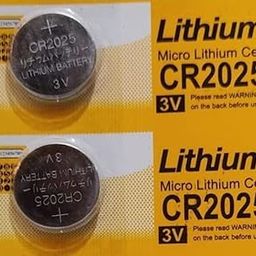 +
CR2025
リチウムバッテリー
LITHIUM BATTERY
3V
Lithium
Micro Lithium Ce
CR2025
3V
Please read WARNING
on the back before u
+
CR2025
リチウムバッテリー
LITHIUM BATTERY
3V
Lithium
Micro Lithium Ce
CR2025
3V
Please read WARN
on the back before